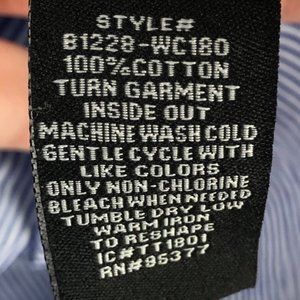 STYLE#
B1228-WC180
100%COTTON
TURN GARMENT
INSIDE OUT
MACHINE WASH COLD
GENTLE CYCLE WITH
LIKE COLORS
ONLY NON-CHLORINE
BLEACH WHEN NEEDED
TUMBLE DRY LOW
WARM IRON
TO RESHAPE
IC#TT1801
RN#95377